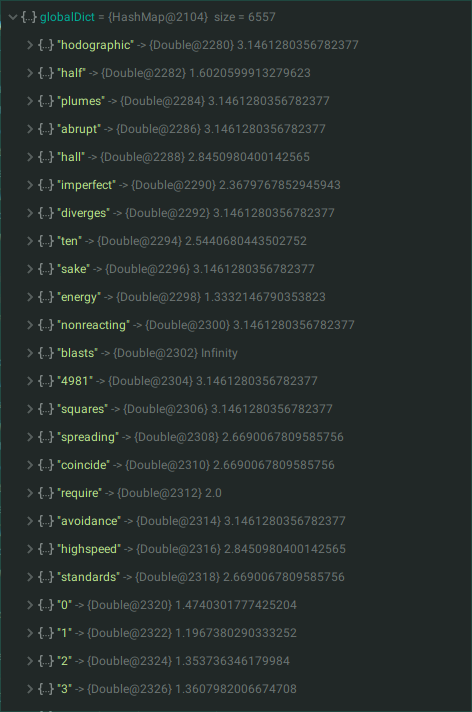 {...} globalDict = {HashMap@2104} size = 6557
{...} "hodographic" -> {Double@2280} 3.1461280356782377
{...} "half" -> {Double@2282} 1.6020599913279623
{...} "plumes" -> {Double@2284} 3.1461280356782377
{...} "abrupt" -> {Double@2286} 3.1461280356782377
{...} "hall" -> {Double@2288} 2.8450980400142565
{...} "imperfect" -> {Double@2290} 2.3679767852945943
{...} "diverges" -> {Double@2292} 3.1461280356782377
{...} "ten" -> {Double@2294} 2.5440680443502752
{...} "sake" -> {Double@2296} 3.1461280356782377
{...} "energy" -> {Double@2298} 1.3332146790353823
{...} "nonreacting" -> {Double@2300} 3.1461280356782377
{...} "blasts" -> {Double@2302} Infinity
{...} "4981" -> {Double@2304} 3.1461280356782377
{...} "squares" -> {Double@2306} 3.1461280356782377
{...} "spreading" -> {Double@2308} 2.6690067809585756
{...} "coincide" -> {Double@2310} 2.6690067809585756
{...} "require" -> {Double@2312} 2.0
{...} "avoidance" -> {Double@2314} 3.1461280356782377
{...} "highspeed" -> {Double@2316} 2.8450980400142565
{...} "standards" -> {Double@2318} 2.6690067809585756
{...} "0" -> {Double@2320} 1.4740301777425204
{...} "1" -> {Double@2322} 1.1967380290333252
{...} "2" -> {Double@2324} 1.353736346179984
{...} "3" -> {Double@2326} 1.3607982006674708